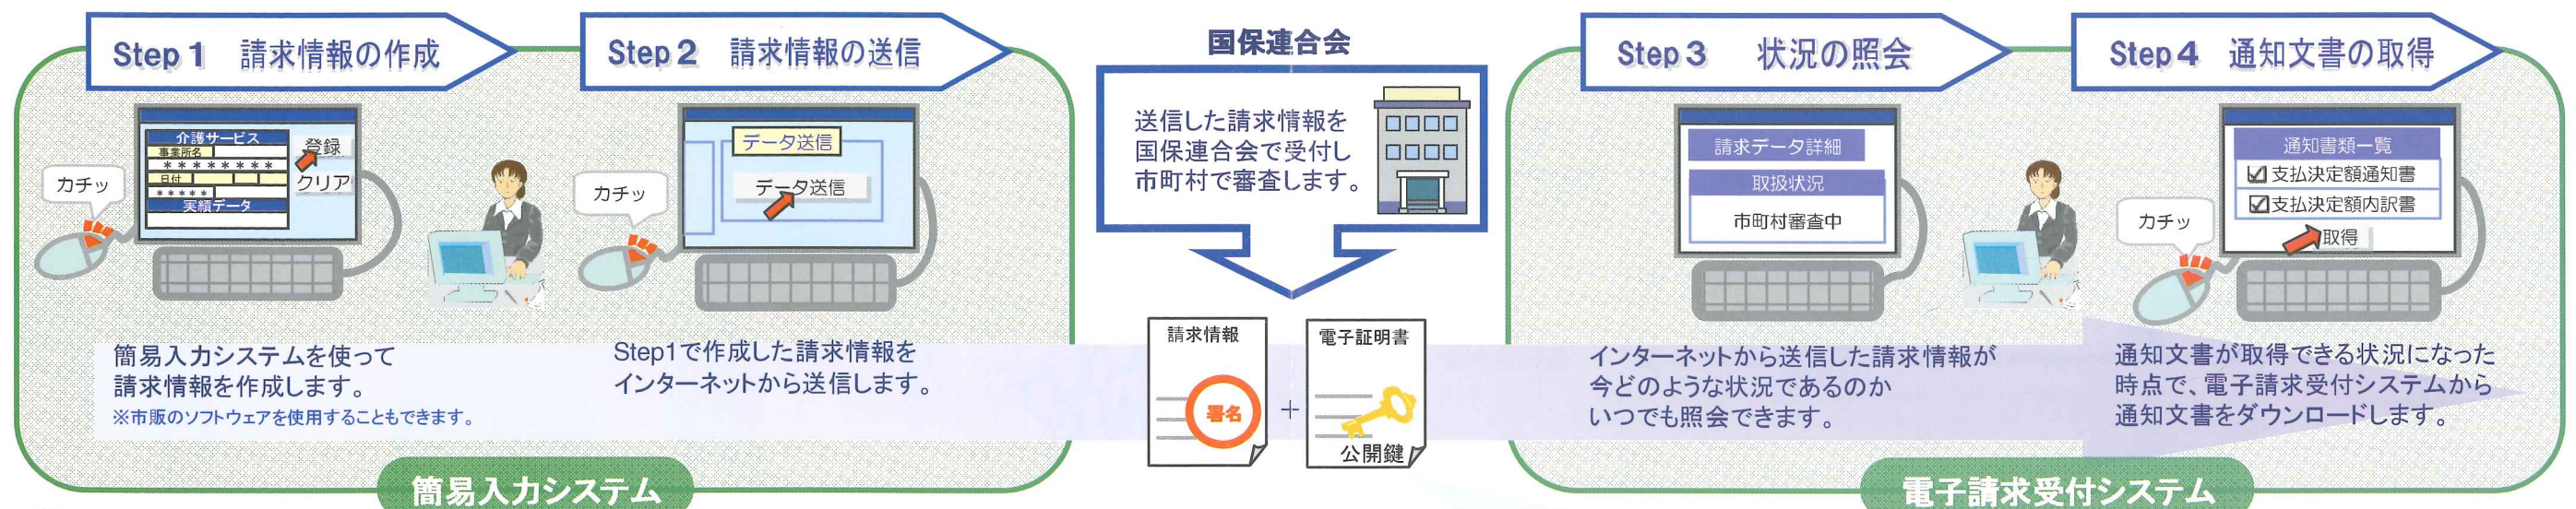 Step 1 請求情報の作成
介護サービス
事業所名
********
日付
*****
実績データ
登録
クリア
カチッ
簡易入力システムを使って
請求情報を作成します。
※市販のソフトウェアを使用することもできます。
Step 2 請求情報の送信
データ送信
データ送信
カチッ
Step1で作成した請求情報を
インターネットから送信します。
簡易入力システム
国保連合会
送信した請求情報を
国保連合会で受付し
市町村で審査します。
請求情報
署名
+
電子証明書
公開鍵
Step 3 状況の照会
請求データ詳細
取扱状況
市町村審査中
インターネットから送信した請求情報が
今どのような状況であるのか
いつでも照会できます。
Step4 通知文書の取得
通知書類一覧
支払決定額通知書
支払決定額内訳書
取得
カチッ
通知文書が取得できる状況になった
時点で、電子請求受付システムから
通知文書をダウンロードします。
電子請求受付システム